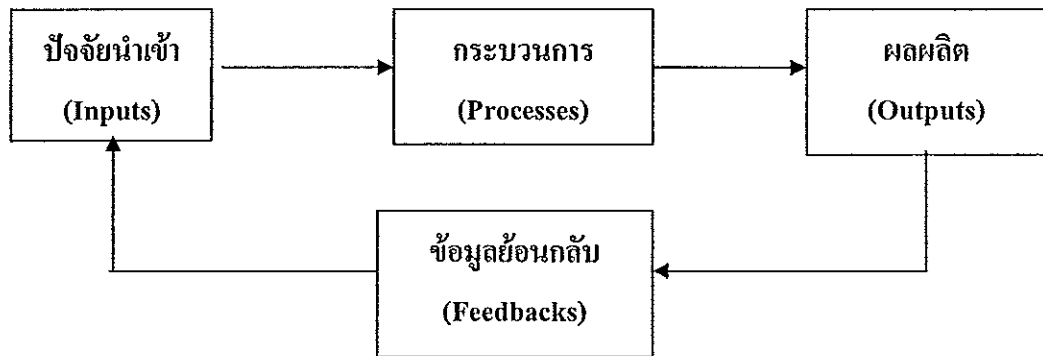 ปัจจัยนำเข้า
(Inputs)
กระบวนการ
(Processes)
ผลผลิต
(Outputs)
ข้อมูลย้อนกลับ
(Feedbacks)